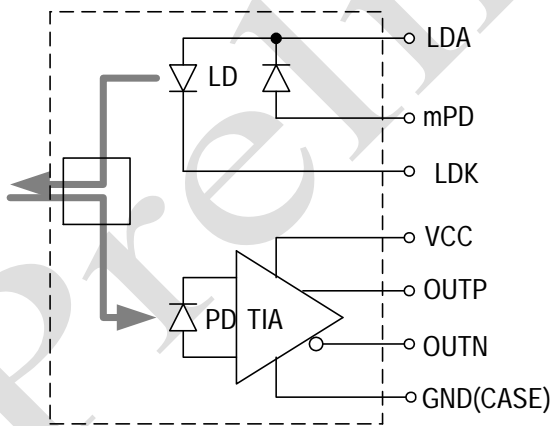 LDA
LD
mPD
LDK
VCC
OUTP
PD TIA
OUTN
GND(CASE)